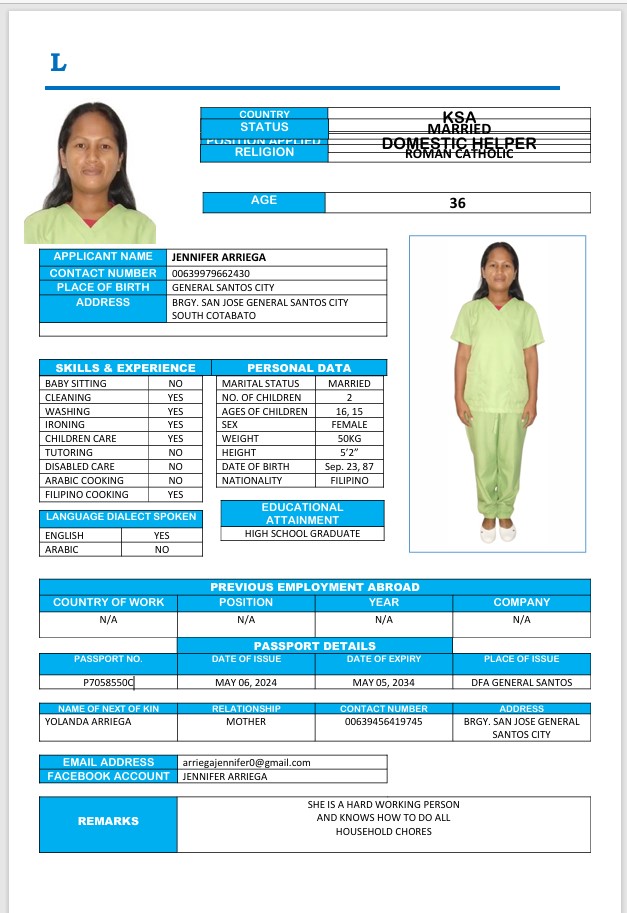 L
COUNTRY KSA
STATUS MARRIED
POSITION APPLIED DOMESTIC HELPER
RELIGION ROMAN CATHOLIC
AGE 36
APPLICANT NAME JENNIFER ARRIEGA
CONTACT NUMBER 00639979662430
PLACE OF BIRTH GENERAL SANTOS CITY
ADDRESS BRGY. SAN JOSE GENERAL SANTOS CITY
SOUTH COTABATO
SKILLS & EXPERIENCE PERSONAL DATA
BABY SITTING NO MARITAL STATUS MARRIED
CLEANING YES NO. OF CHILDREN 2
WASHING YES AGES OF CHILDREN 16, 15
IRONING YES SEX FEMALE
CHILDREN CARE YES WEIGHT 50KG
TUTORING NO HEIGHT 5’2”
DISABLED CARE NO DATE OF BIRTH Sep. 23, 87
ARABIC COOKING NO NATIONALITY FILIPINO
FILIPINO COOKING YES
LANGUAGE DIALECT SPOKEN
ENGLISH YES
ARABIC NO
EDUCATIONAL
ATTAINMENT
HIGH SCHOOL GRADUATE
PREVIOUS EMPLOYMENT ABROAD
COUNTRY OF WORK POSITION YEAR COMPANY
N/A N/A N/A N/A
PASSPORT DETAILS
PASSPORT NO. DATE OF ISSUE DATE OF EXPIRY PLACE OF ISSUE
P7058550C MAY 06, 2024 MAY 05, 2034 DFA GENERAL SANTOS
NAME OF NEXT OF KIN RELATIONSHIP CONTACT NUMBER ADDRESS
YOLANDA ARRIEGA MOTHER 00639456419745 BRGY. SAN JOSE GENERAL
SANTOS CITY
EMAIL ADDRESS arriegajennifer0@gmail.com
FACEBOOK ACCOUNT JENNIFER ARRIEGA
REMARKS
SHE IS A HARD WORKING PERSON
AND KNOWS HOW TO DO ALL
HOUSEHOLD CHORES